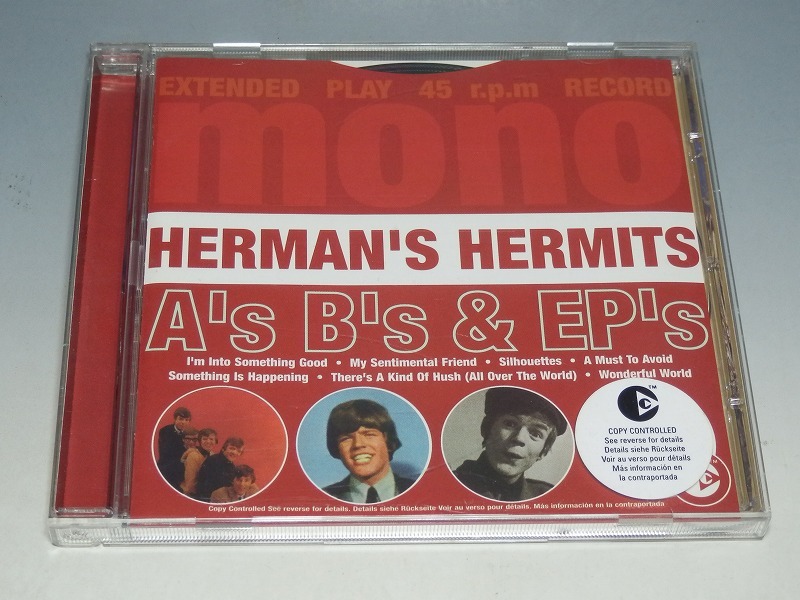 EXTENDED PLAY 45 r.p.m RECORD
mono
HERMAN'S HERMITS
A's B's & EP's
I'm Into Something Good • My Sentimental Friend • Silhouettes • A Must To Avoid
Something Is Happening • There's A Kind Of Hush (All Over The World) • Wonderful World
TM
COPY CONTROLLED
See reverse for details
Details siehe Rückseite
Voir au verso pour détails
Más información en
la contraportada
TM
Copy Controlled See reverse for details. Details siehe Rückseite Voir au verso pour détails. Más información en la contraportada